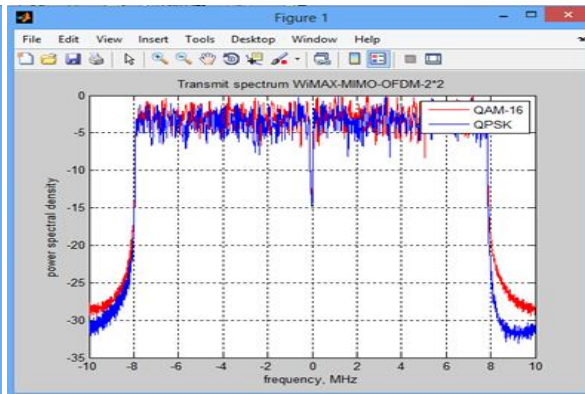 Figure 1
File Edit View Insert Tools Desktop Window Help
Transmit spectrum WiMAX-MIMO-OFDM-2*2
QAM-16
QPSK
power spectral density
0
-5
-10
-15
-20
-25
-30
-35
-10 -8 -6 -4 -2 0 2 4 6 8 10
frequency, MHz